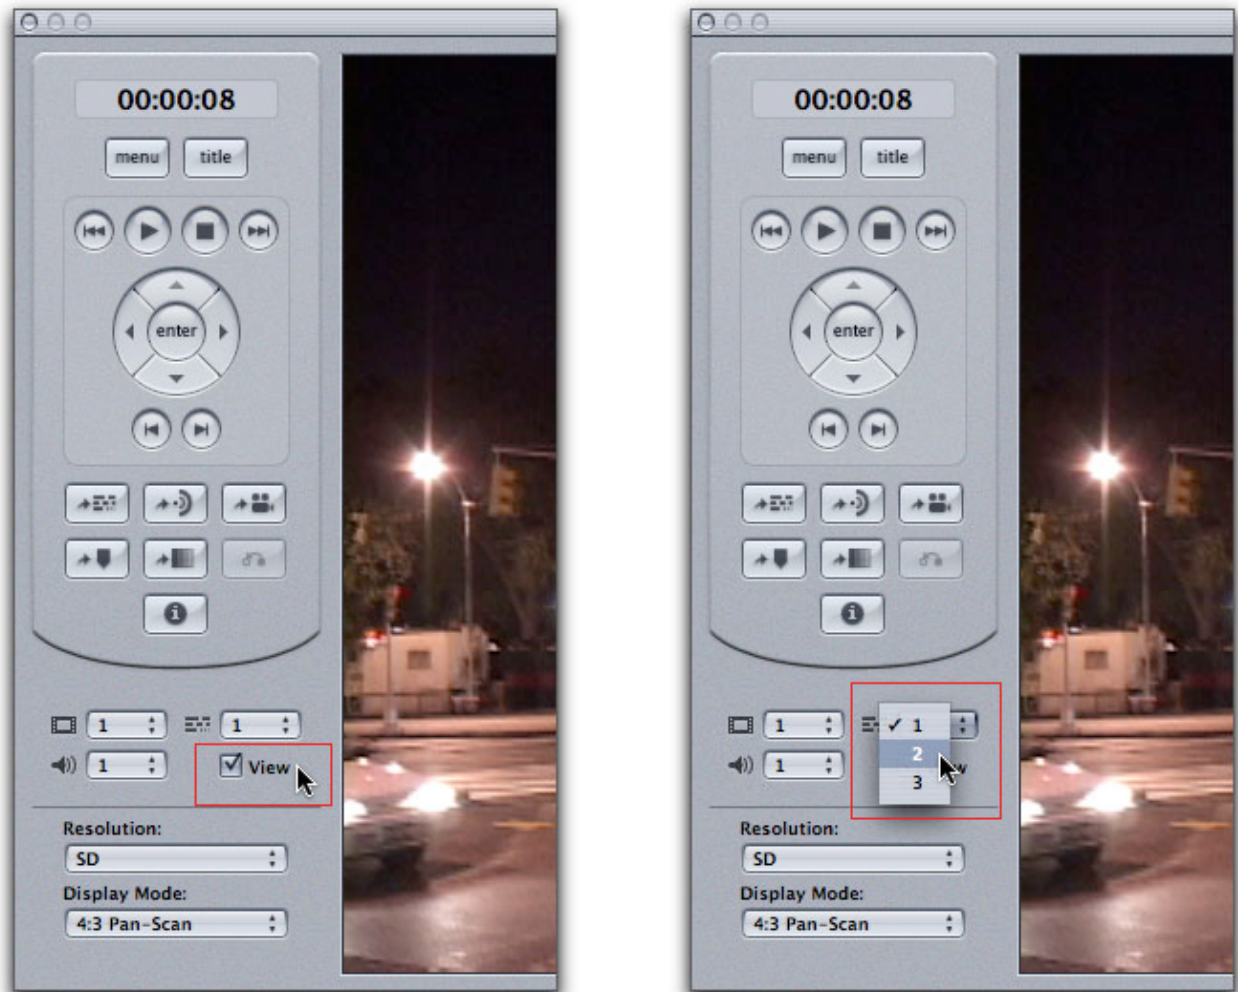 00:00:08
menu title
enter
1 1
1 View
Resolution:
SD
Display Mode:
4:3 Pan-Scan
00:00:08
menu title
enter
1 1
1 2
3
Resolution:
SD
Display Mode:
4:3 Pan-Scan